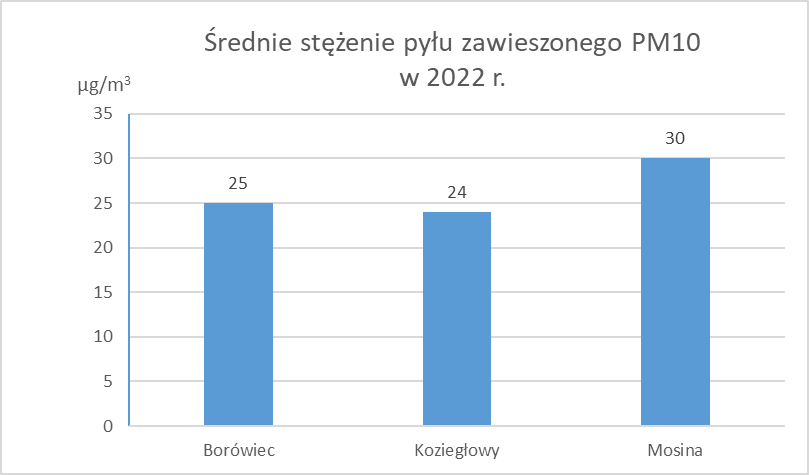 Średnie stężenie pyłu zawieszonego PM10
w 2022 r.
µg/m³
35
30
25
20
15
10
5
0
25
24
30
Borówiec
Koziegłowy
Mosina